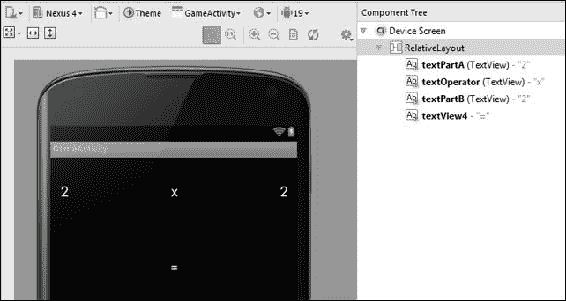 Nexus 4
Theme
GameActivity
19
Component Tree
Device Screen
RelativeLayout
textPartA (TextView) - "2"
textOperator (TextView) - "x"
textPartB (TextView) - "2"
textView4 - "="
GameActivity
2 x 2
=